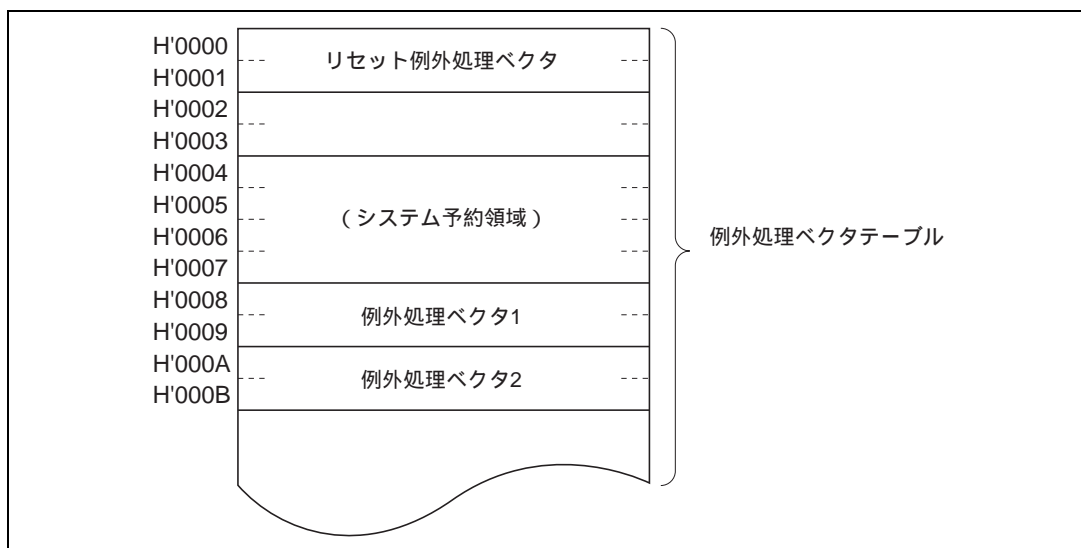 H'0000
リセット例外処理ベクタ
H'0001
H'0002
H'0003
H'0004
H'0005
(システム予約領域)
H'0006
例外処理ベクタテーブル
H'0007
H'0008
例外処理ベクタ1
H'0009
H'000A
例外処理ベクタ2
H'000B